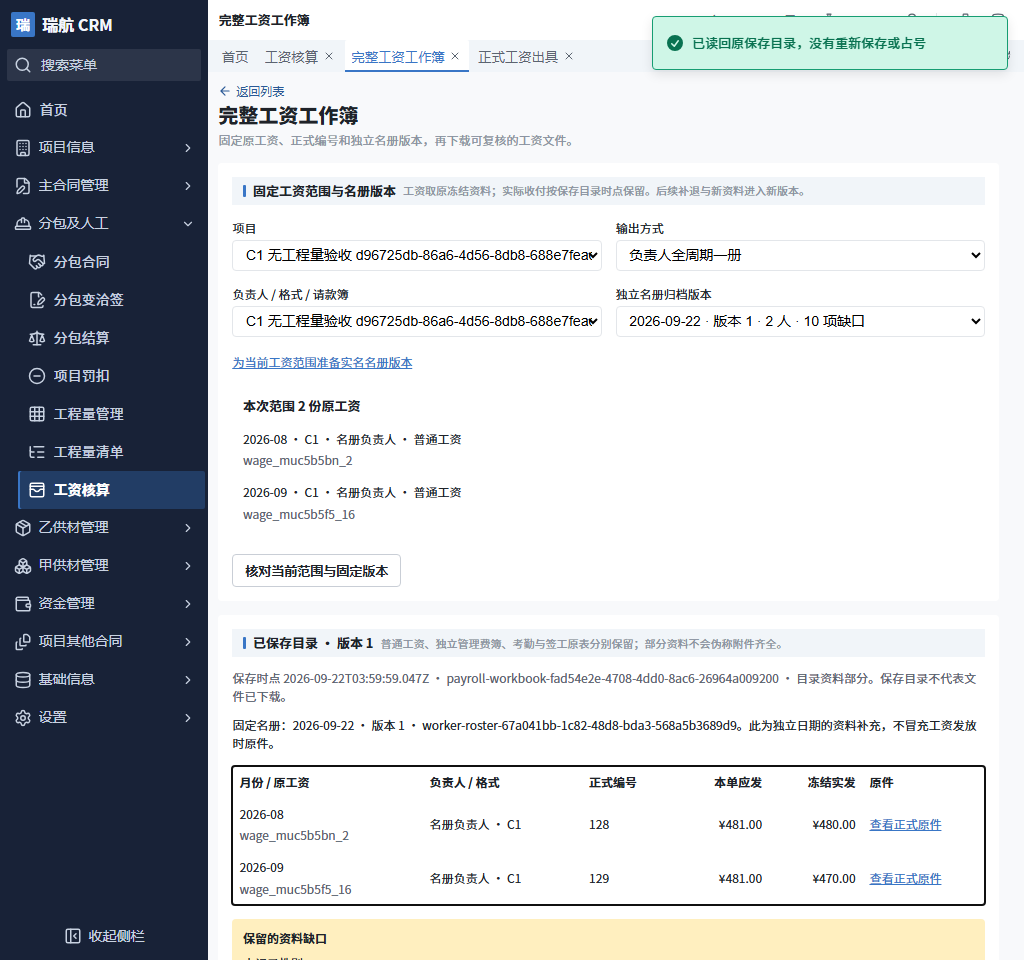 瑞 瑞航 CRM
搜索菜单
首页
项目信息
主合同管理
分包及人工
分包合同
分包变洽签
分包结算
项目罚扣
工程量管理
工程量清单
工资核算
乙供材管理
甲供材管理
资金管理
项目其他合同
基础信息
设置
收起侧栏
完整工资工作簿
已读回原保存目录，没有重新保存或占号
首页 工资核算 × 完整工资工作簿 × 正式工资出具 ×
← 返回列表
完整工资工作簿
固定原工资、正式编号和独立名册版本，再下载可复核的工资文件。
固定工资范围与名册版本 工资取原冻结资料；实际收付按保存目录时点保留。后续补退与新资料进入新版本。
项目 输出方式
C1 无工程量验收 d96725db-86a6-4d56-8db8-688e7fea 负责人全周期一册
负责人 / 格式 / 请款簿 独立名册归档版本
C1 无工程量验收 d96725db-86a6-4d56-8db8-688e7fea 2026-09-22 · 版本 1 · 2 人 · 10 项缺口
为当前工资范围准备实名名册版本
本次范围 2 份原工资
2026-08 · C1 · 名册负责人 · 普通工资
wage_muc5b5bn_2
2026-09 · C1 · 名册负责人 · 普通工资
wage_muc5b5f5_16
核对当前范围与固定版本
已保存目录 · 版本 1 普通工资、独立管理费簿、考勤与签工原表分别保留；部分资料不会伪称附件齐全。
保存时点 2026-09-22T03:59:59.047Z · payroll-workbook-fad54e2e-4708-4dd0-8ac6-26964a009200 · 目录资料部分。保存目录不代表文
件已下载。
固定名册：2026-09-22 · 版本 1 · worker-roster-67a041bb-1c82-48d8-bda3-568a5b3689d9。此为独立日期的资料补充，不冒充工资发放
时原件。
月份 / 原工资 负责人 / 格式 正式编号 本单应发 冻结实发 原件
2026-08
wage_muc5b5bn_2 名册负责人 · C1 128 ¥481.00 ¥480.00 查看正式原件
2026-09
wage_muc5b5f5_16 名册负责人 · C1 129 ¥481.00 ¥470.00 查看正式原件
保留的资料缺口